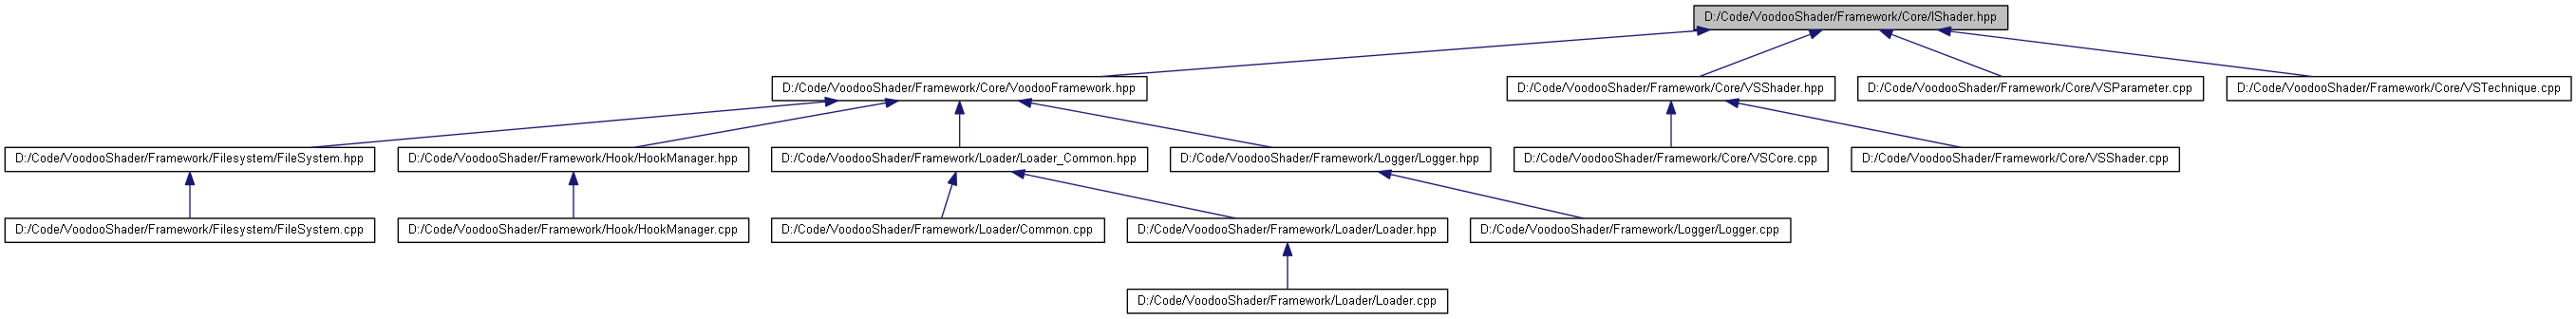 D:/Code/VoodooShader/Framework/Core/IShader.hpp
D:/Code/VoodooShader/Framework/Core/VoodooFramework.hpp
D:/Code/VoodooShader/Framework/Core/VSShader.hpp
D:/Code/VoodooShader/Framework/Core/VSParameter.cpp
D:/Code/VoodooShader/Framework/Core/VSTechnique.cpp
D:/Code/VoodooShader/Framework/Filesystem/FileSystem.hpp
D:/Code/VoodooShader/Framework/Hook/HookManager.hpp
D:/Code/VoodooShader/Framework/Loader/Loader_Common.hpp
D:/Code/VoodooShader/Framework/Logger/Logger.hpp
D:/Code/VoodooShader/Framework/Core/VSCore.cpp
D:/Code/VoodooShader/Framework/Core/VSShader.cpp
D:/Code/VoodooShader/Framework/Filesystem/FileSystem.cpp
D:/Code/VoodooShader/Framework/Hook/HookManager.cpp
D:/Code/VoodooShader/Framework/Loader/Common.cpp
D:/Code/VoodooShader/Framework/Loader/Loader.hpp
D:/Code/VoodooShader/Framework/Logger/Logger.cpp
D:/Code/VoodooShader/Framework/Loader/Loader.cpp